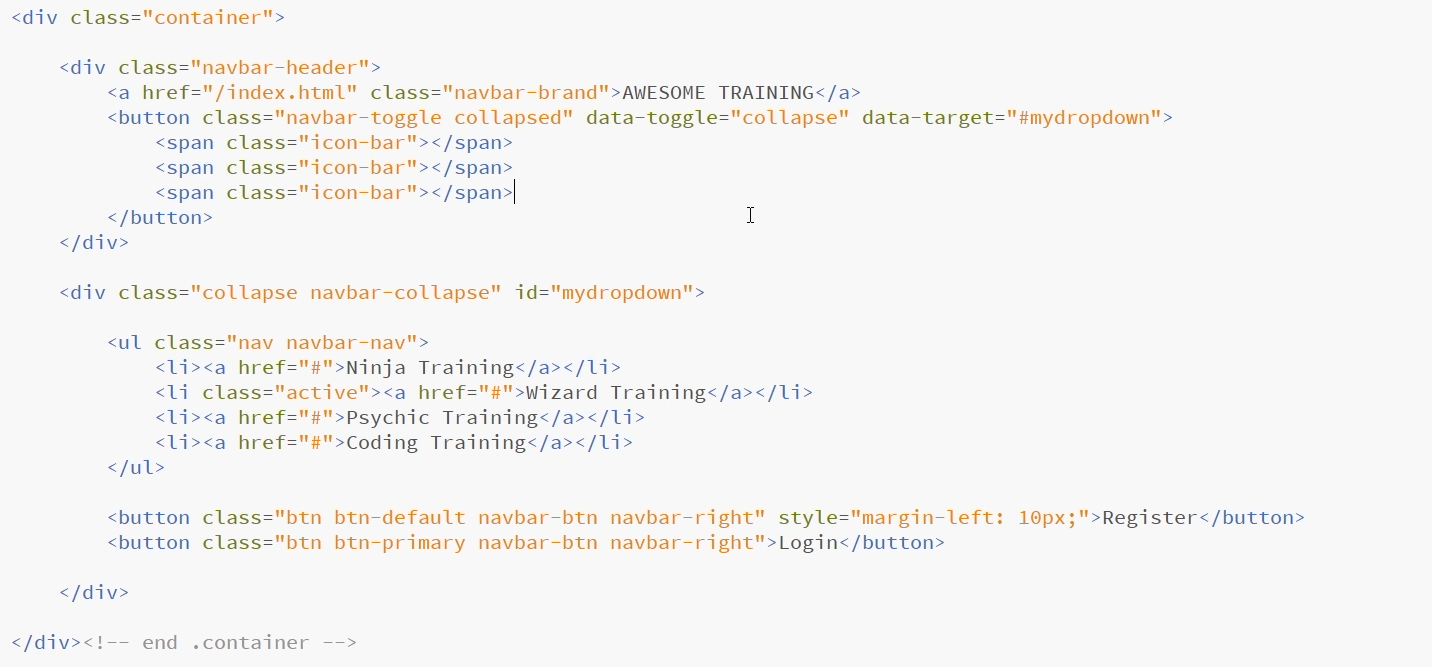 <div class="container">
<div class="navbar-header">
<a href="/index.html" class="navbar-brand">AWESOME TRAINING</a>
<button class="navbar-toggle collapsed" data-toggle="collapse" data-target="#mydropdown">
<span class="icon-bar"></span>
<span class="icon-bar"></span>
<span class="icon-bar"></span>
</button>
</div>
<div class="collapse navbar-collapse" id="mydropdown">
<ul class="nav navbar-nav">
<li><a href="#">Ninja Training</a></li>
<li class="active"><a href="#">Wizard Training</a></li>
<li><a href="#">Psychic Training</a></li>
<li><a href="#">Coding Training</a></li>
</ul>
<button class="btn btn-default navbar-btn navbar-right" style="margin-left: 10px;">Register</button>
<button class="btn btn-primary navbar-btn navbar-right">Login</button>
</div>
</div><!-- end .container -->